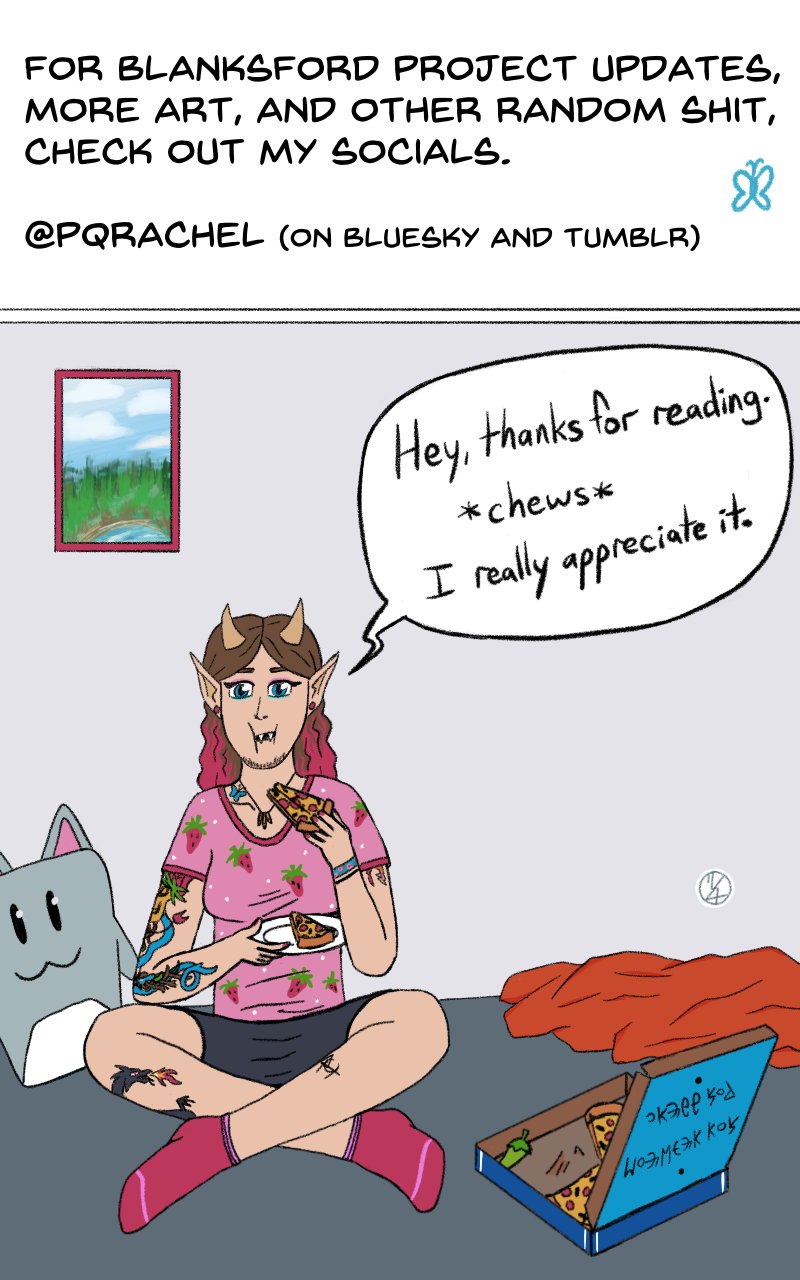 FOR BLANKSFORD PROJECT UPDATES,
MORE ART, AND OTHER RANDOM SHIT,
CHECK OUT MY SOCIALS.
@PQRACHEL (ON BLUESKY AND TUMBLR)
Hey, thanks for reading.
*chews*
I really appreciate it.